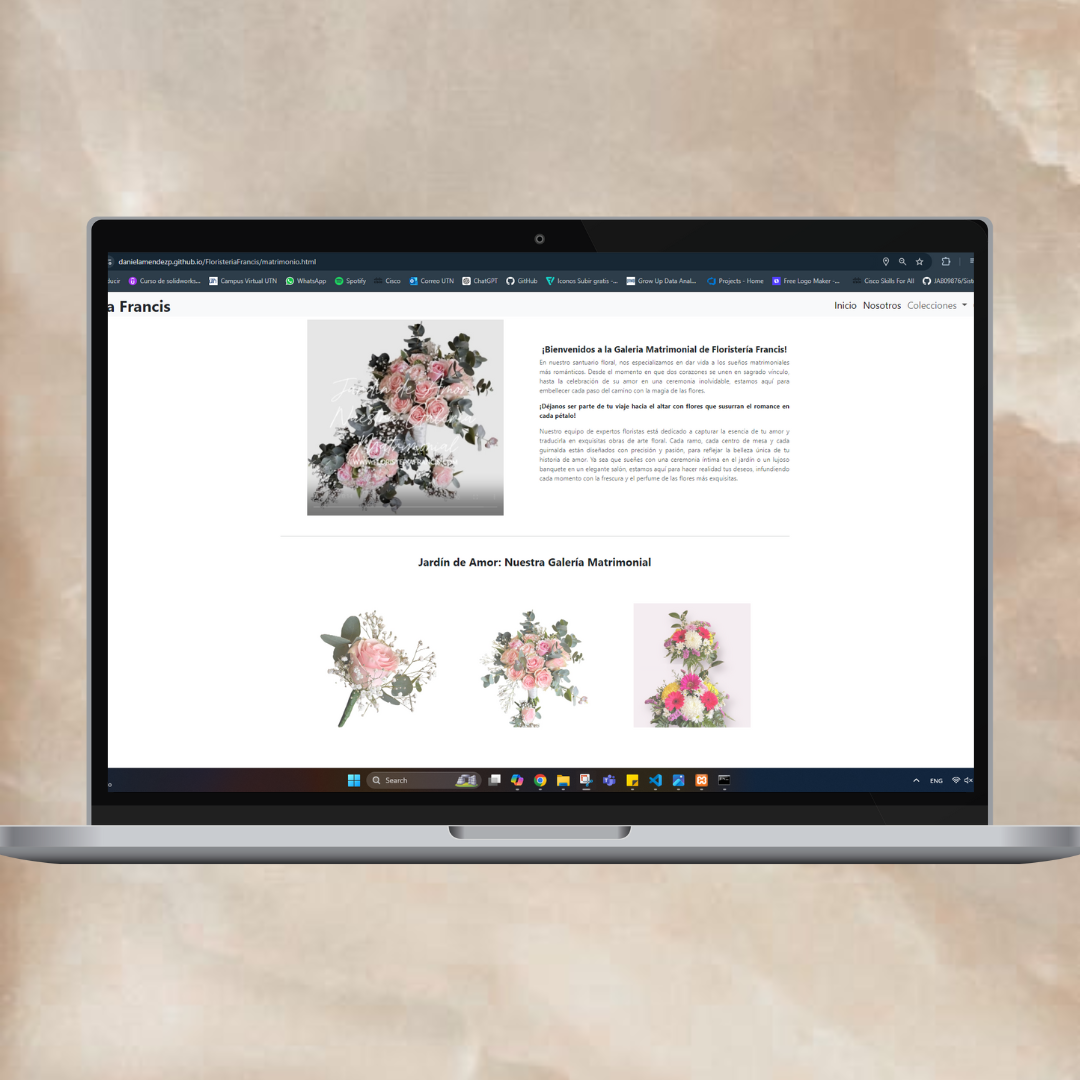 danielamendezp.github.io/FloristeriaFrancis/matrimonio.html
ucir Curso de solidworks... Campus Virtual UTN WhatsApp Spotify Cisco Correo UTN ChatGPT GitHub Iconos Subir gratis -... Grow Up Data Anal... Projects - Home Free Logo Maker -... Cisco Skills For All JAB09876/Sist
a Francis
Inicio Nosotros Colecciones
Jardín de Amor:
Nuestra Galería
Matrimonial
¡Bienvenidos a la Galería Matrimonial de Floristería Francis!
En nuestro santuario floral, nos especializamos en dar vida a los sueños matrimoniales
más románticos. Desde el momento en que dos corazones se unen en sagrado vínculo,
hasta la celebración de su amor en una ceremonia inolvidable, estamos aquí para
embellecer cada paso del camino con la magia de las flores.
¡Déjanos ser parte de tu viaje hacia el altar con flores que susurran el romance en
cada pétalo!
Nuestro equipo de expertos floristas está dedicado a capturar la esencia de tu amor y
traducirla en exquisitas obras de arte floral. Cada ramo, cada centro de mesa y cada
guirnalda están diseñados con precisión y pasión, para reflejar la belleza única de tu
historia de amor. Ya sea que sueñes con una ceremonia íntima en el jardín o un lujoso
banquete en un elegante salón, estamos aquí para hacer realidad tus deseos, infundiendo
cada momento con la frescura y el perfume de las flores más exquisitas.
Jardín de Amor: Nuestra Galería Matrimonial
Search
ENG